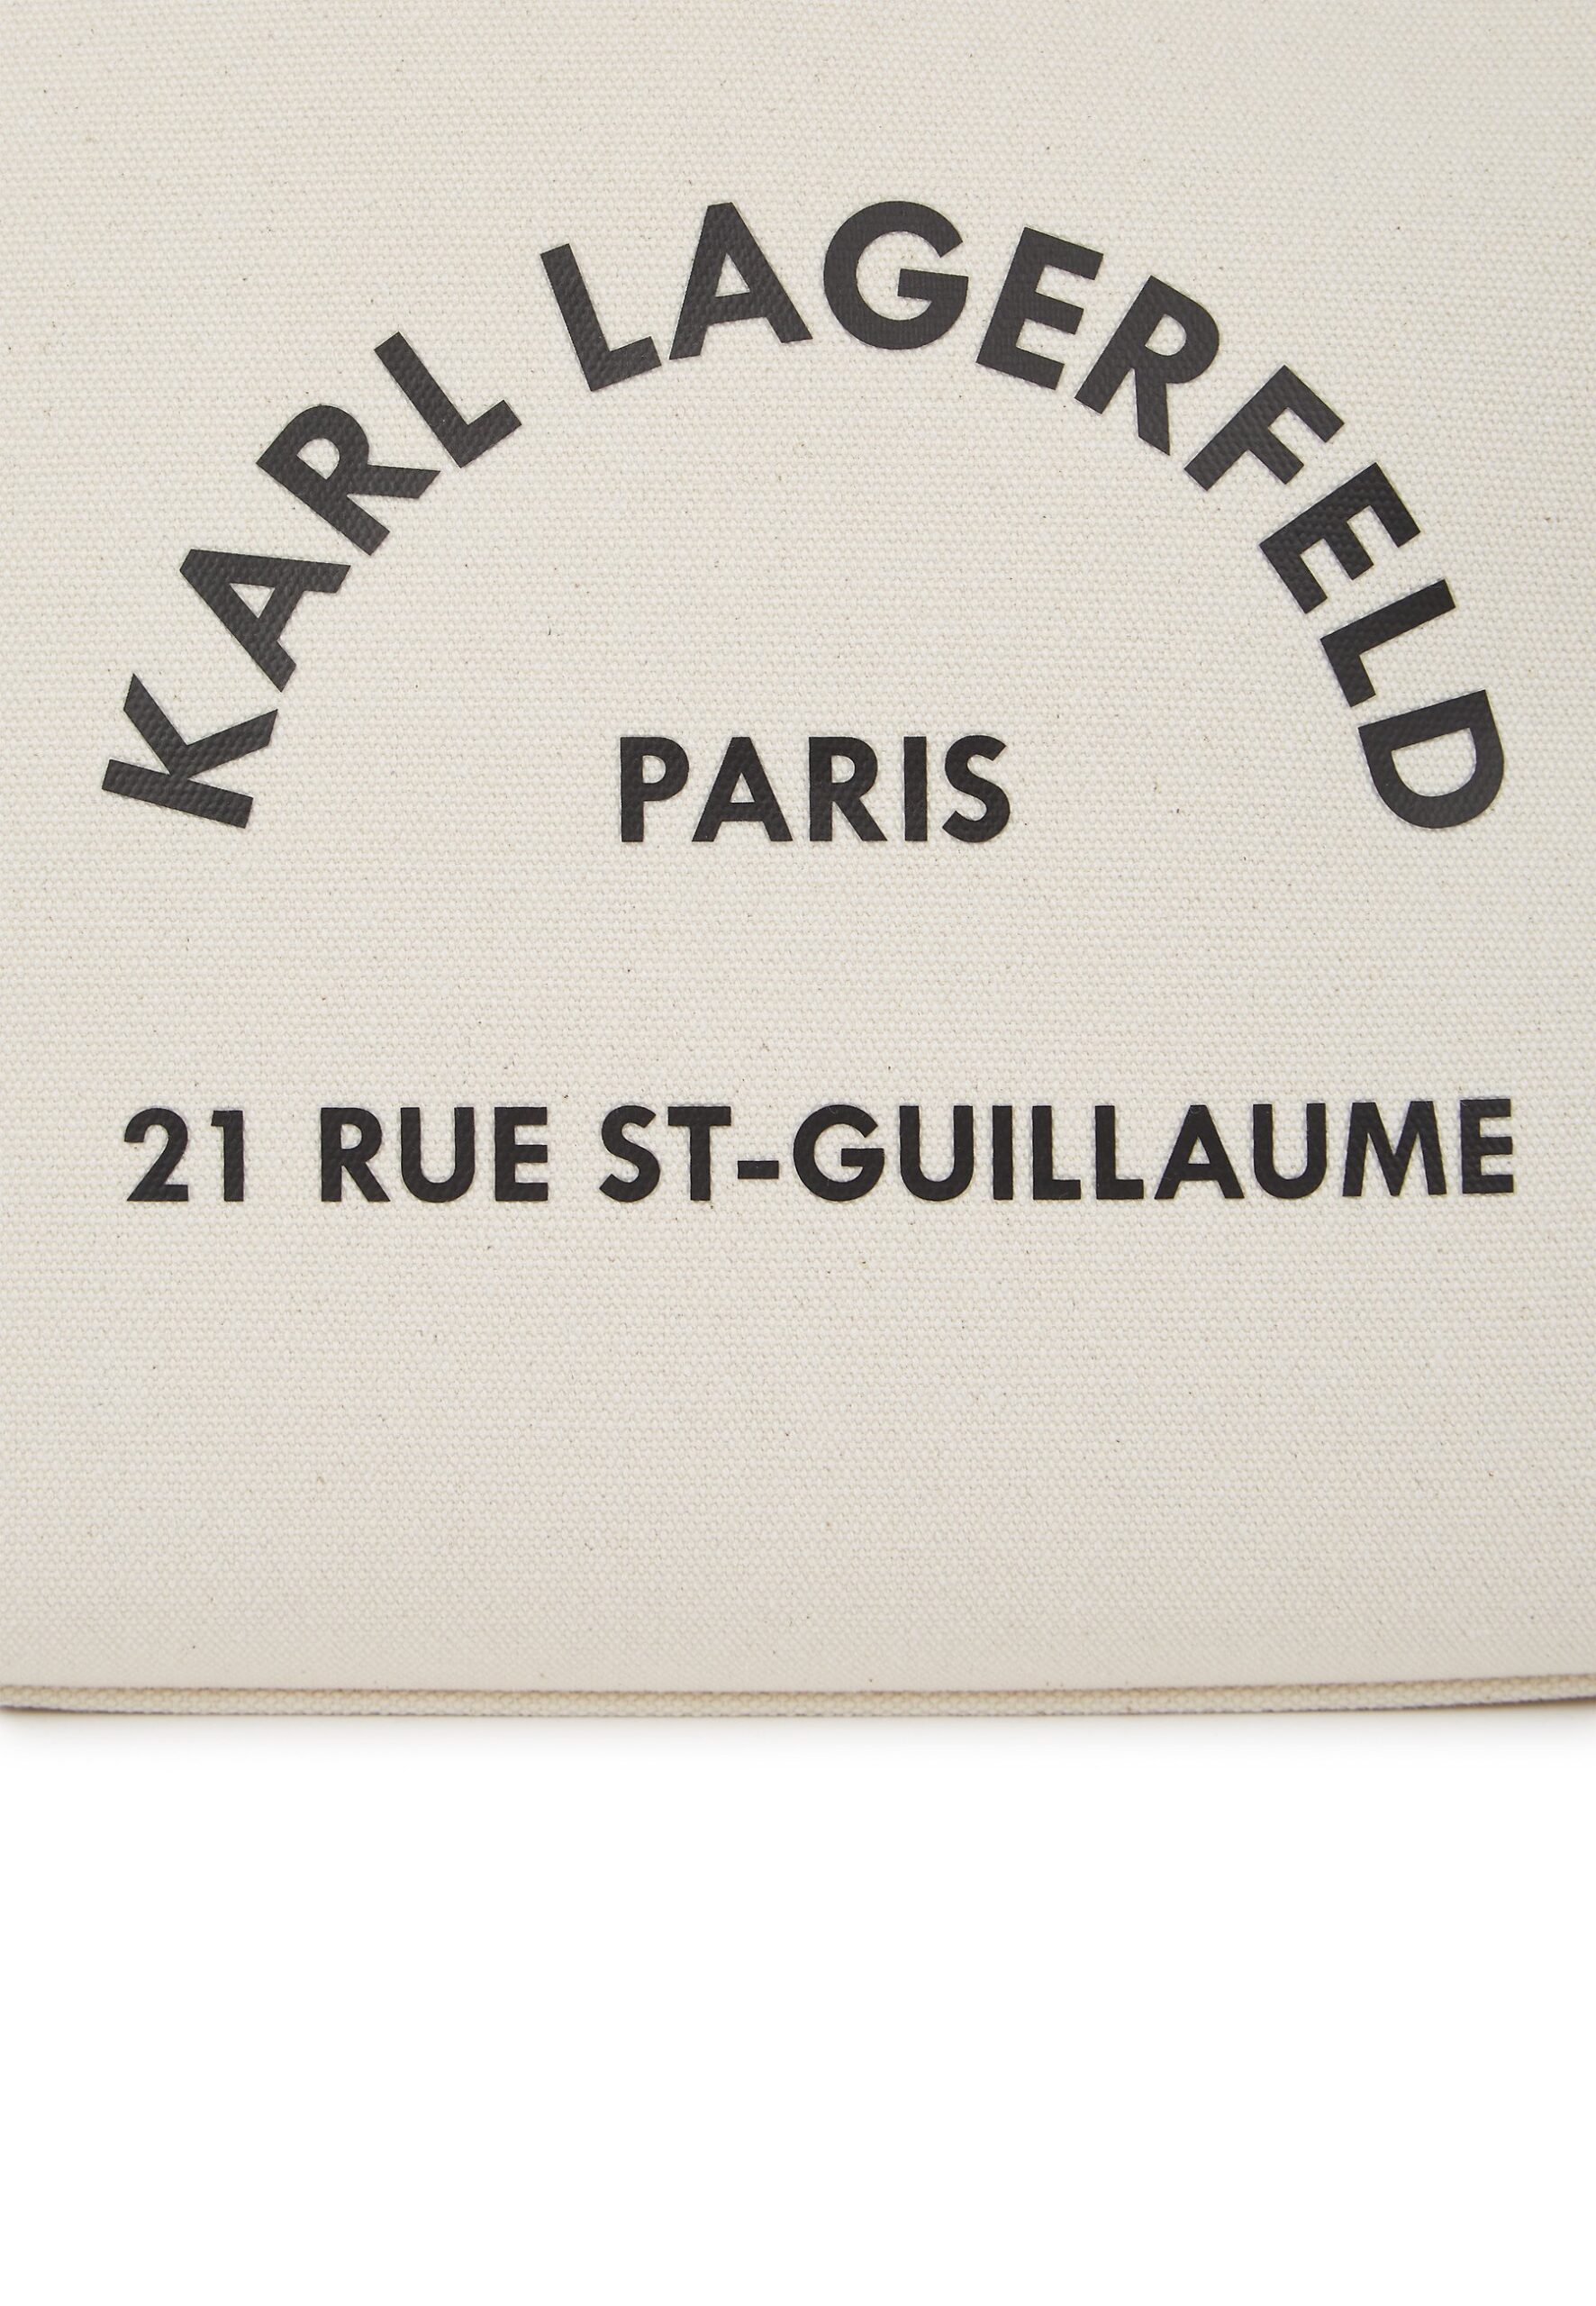 KARL LAGERFELD
PARIS
21 RUE ST-GUILLAUME